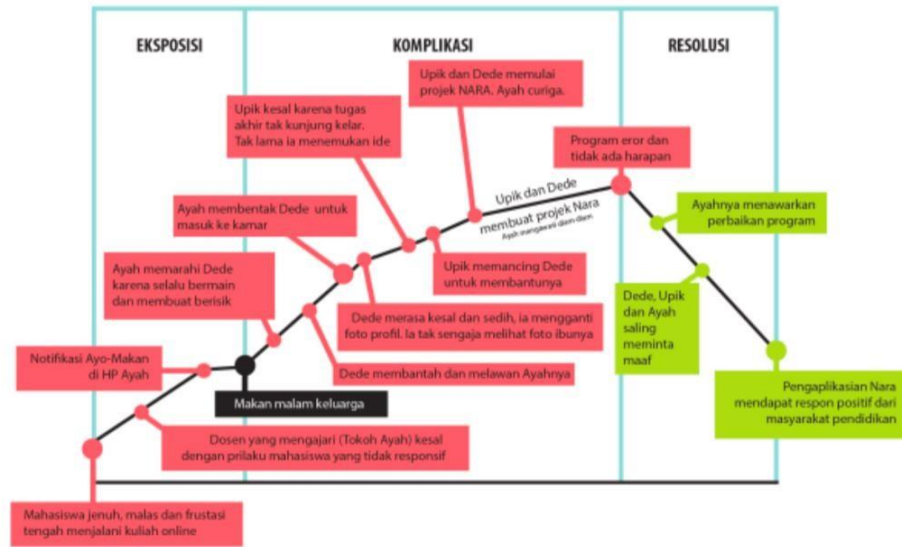 EKSPOSISI
KOMPLIKASI
RESOLUSI
Upik dan Dede memulai
projek NARA. Ayah curiga.
Upik kesal karena tugas
akhir tak kunjung kelar.
Tak lama ia menemukan ide
Program eror dan
tidak ada harapan
Upik dan Dede
membuat projek Nara
Ayah mengawasi diam diam
Ayah membentak Dede untuk
masuk ke kamar
Ayahnya menawarkan
perbaikan program
Ayah memarahi Dede
karena selalu bermain
dan membuat berisik
Upik memancing Dede
untuk membantunya
Dede merasa kesal dan sedih, ia mengganti
foto profil. Ia tak sengaja melihat foto ibunya
Dede, Upik
dan Ayah
saling
meminta
maaf
Notifikasi Ayo-Makan
di HP Ayah
Dede membantah dan melawan Ayahnya
Makan malam keluarga
Pengaplikasian Nara
mendapat respon positif dari
masyarakat pendidikan
Dosen yang mengajari (Tokoh Ayah) kesal
dengan prilaku mahasiswa yang tidak responsif
Mahasiswa jenuh, malas dan frustasi
tengah menjalani kuliah online